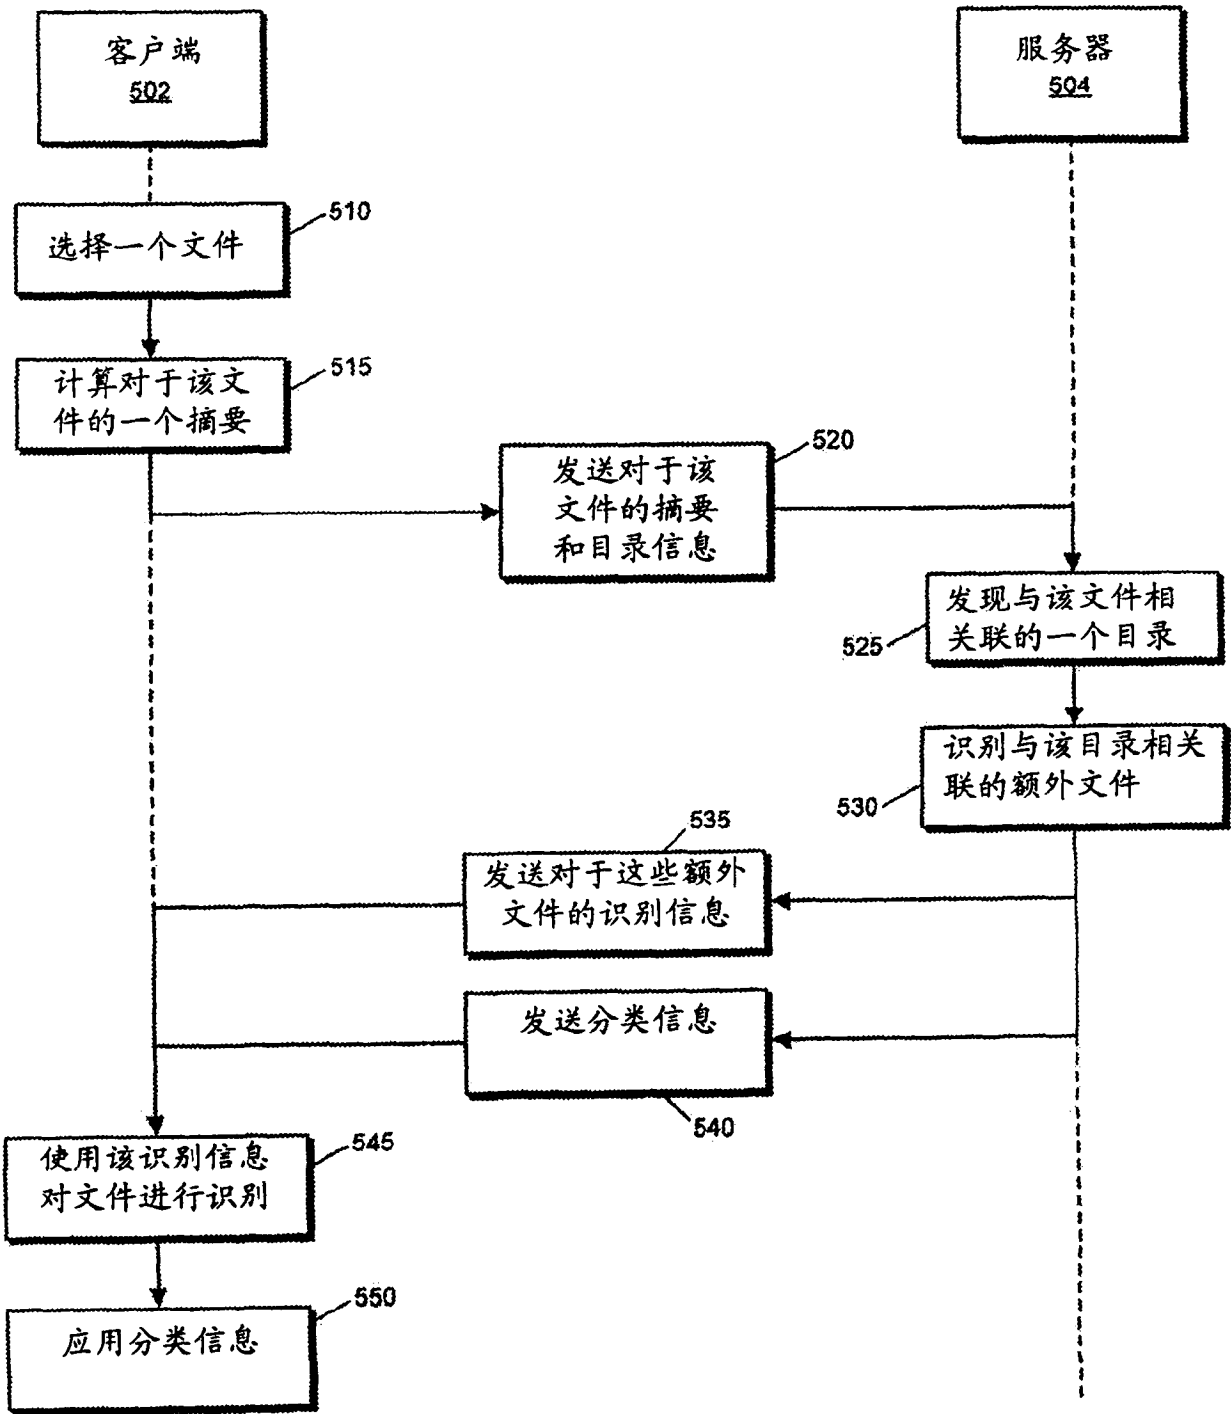 客户端
502
服务器
504
510
选择一个文件
515
计算对于该文
件的一个摘要
520
发送对于该
文件的摘要
和目录信息
525
发现与该文件相
关联的一个目录
530
识别与该目录相关
联的额外文件
535
发送对于这些额外
文件的识别信息
发送分类信息
540
545
使用该识别信息
对文件进行识别
550
应用分类信息